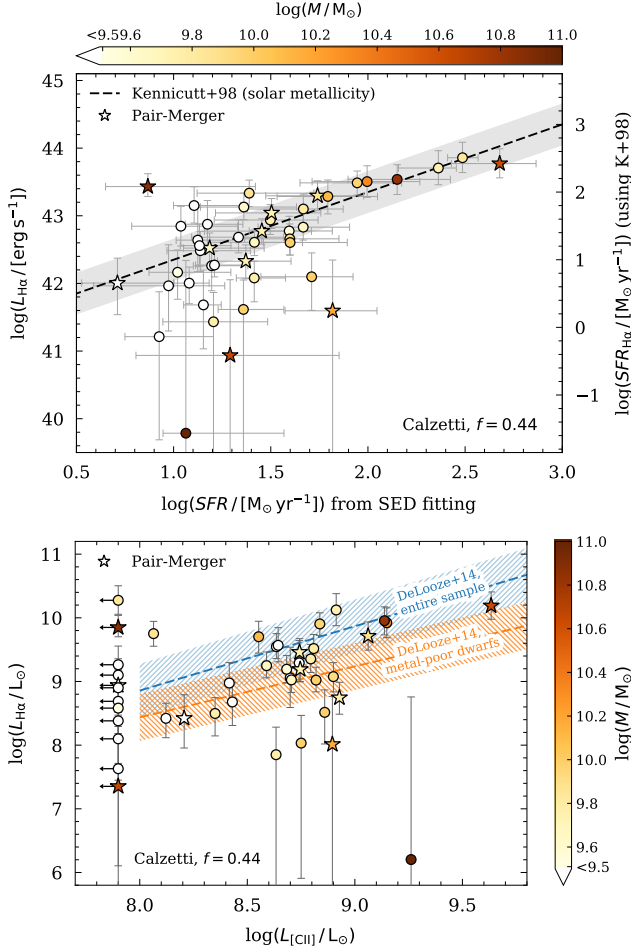 log(M/M⊙)
<9.5 9.6 9.8 10.0 10.2 10.4 10.6 10.8 11.0
45
44
43
42
41
40
log(L_Hα / [erg s⁻¹])
Kennicutt+98 (solar metallicity)
Pair-Merger
Calzetti, f = 0.44
3
2
1
0
−1
log(SFR_Hα / [M⊙ yr⁻¹]) (using K+98)
0.5 1.0 1.5 2.0 2.5 3.0
log(SFR / [M⊙ yr⁻¹]) from SED fitting
11
10
9
8
7
6
log(L_Hα / L⊙)
Pair-Merger
DeLooze+14,
entire sample
DeLooze+14,
metal-poor dwarfs
Calzetti, f = 0.44
8.0 8.5 9.0 9.5
log(L_[CII] / L⊙)
11.0
10.8
10.6
10.4
10.2
10.0
9.8
9.6
<9.5
log(M/M⊙)